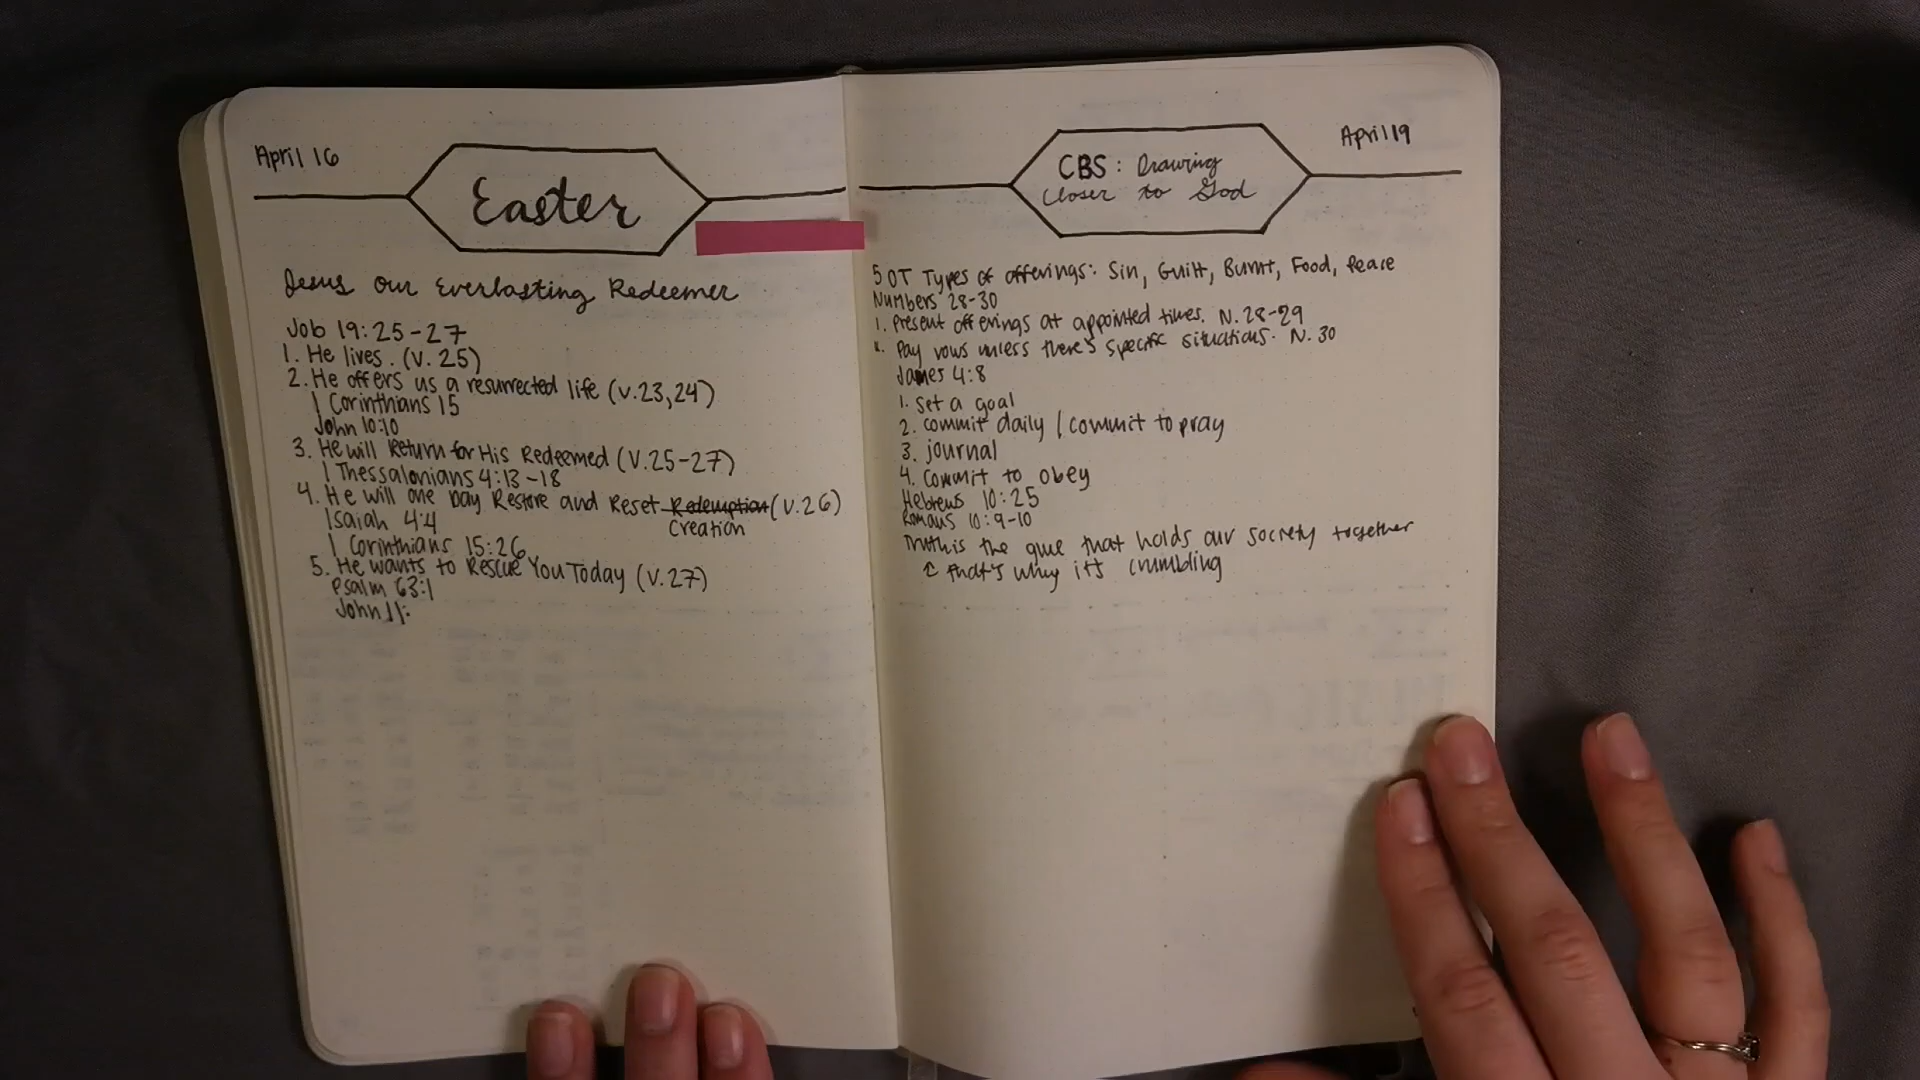 April 16
Easter
Jesus our Everlasting Redeemer
Job 19:25-27
1. He lives. (v. 25)
2. He offers us a resurrected life (v.23,24)
1 Corinthians 15
John 10:10
3. He will Return for His Redeemed (v.25-27)
1 Thessalonians 4:13-18
4. He will one Day Restore and Reset Redemption (v.26)
Creation
Isaiah 4:4
1 Corinthians 15:26
5. He wants to Rescue You Today (v.27)
Psalm 63:1
John 11:
April 19
CBS: Drawing
Closer to God
5 OT Types of offerings: Sin, Guilt, Burnt, Food, Peace
Numbers 28-30
1. Present offerings at appointed times. N.28-29
Pay vows unless there's specific situations. N.30
James 4:8
1. Set a goal
2. commit daily / commit to pray
3. journal
4. Commit to obey
Hebrews 10:25
Romans 10:9-10
Truth is the glue that holds our society together
↑ that's why it's crumbling